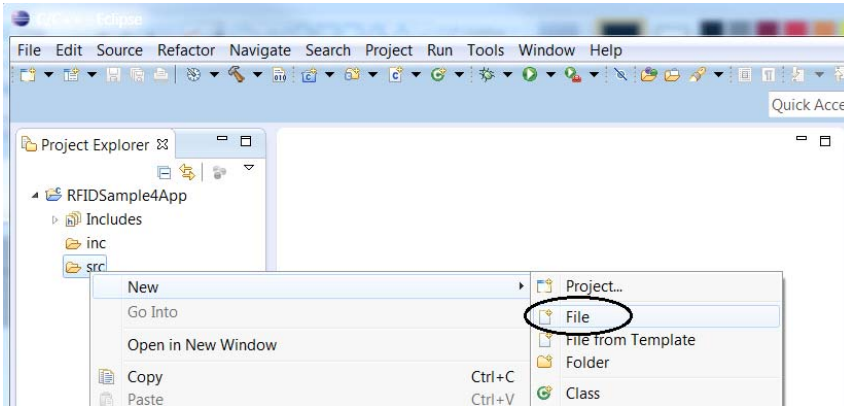 C/C++ - Eclipse
File Edit Source Refactor Navigate Search Project Run Tools Window Help
Quick Acce
Project Explorer
RFIDSample4App
Includes
inc
src
New
Project...
Go Into
File
Open in New Window
File from Template
Folder
Copy Ctrl+C
Class
Paste Ctrl+V